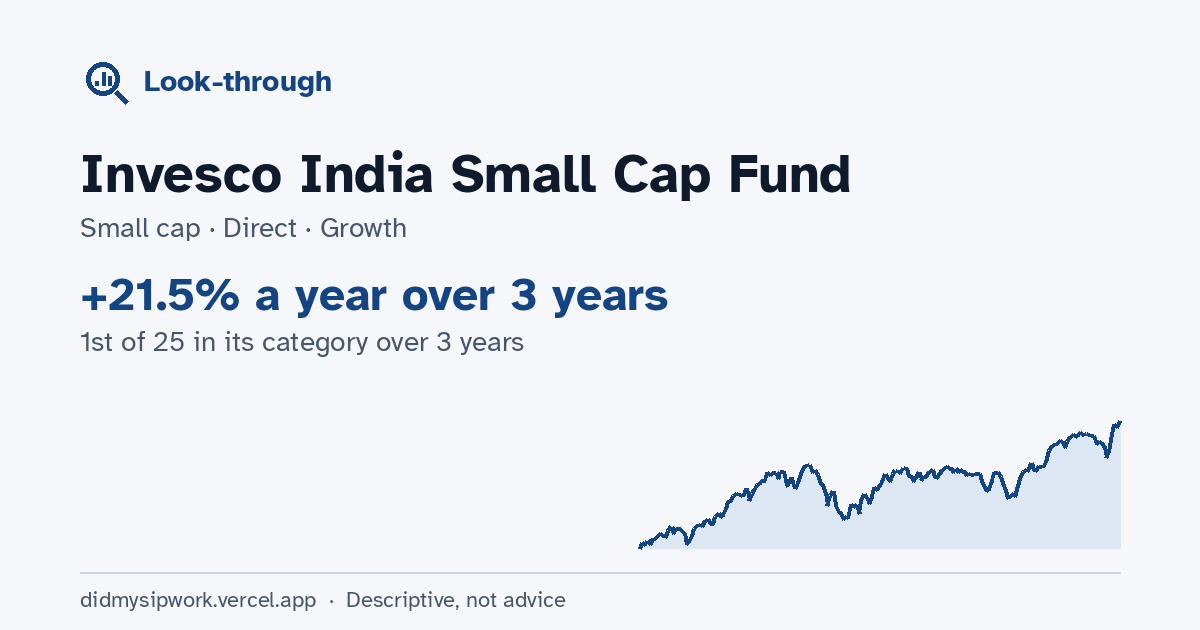 Look-through
Invesco India Small Cap Fund
Small cap · Direct · Growth
+21.5% a year over 3 years
1st of 25 in its category over 3 years
didmysipwork.vercel.app · Descriptive, not advice